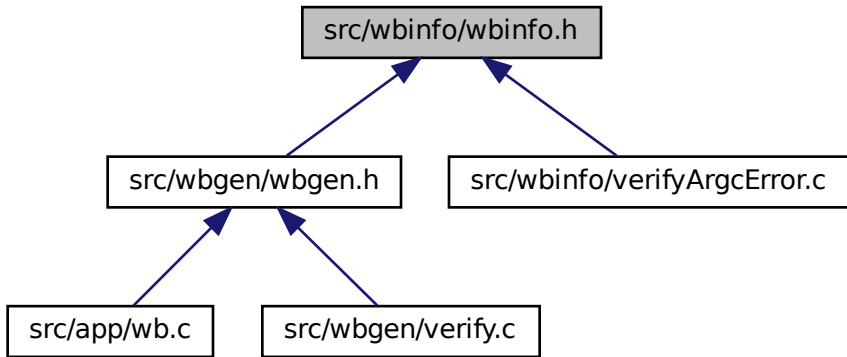 src/wbinfo/wbinfo.h
src/wbgen/wbgen.h
src/wbinfo/verifyArgcError.c
src/app/wb.c
src/wbgen/verify.c